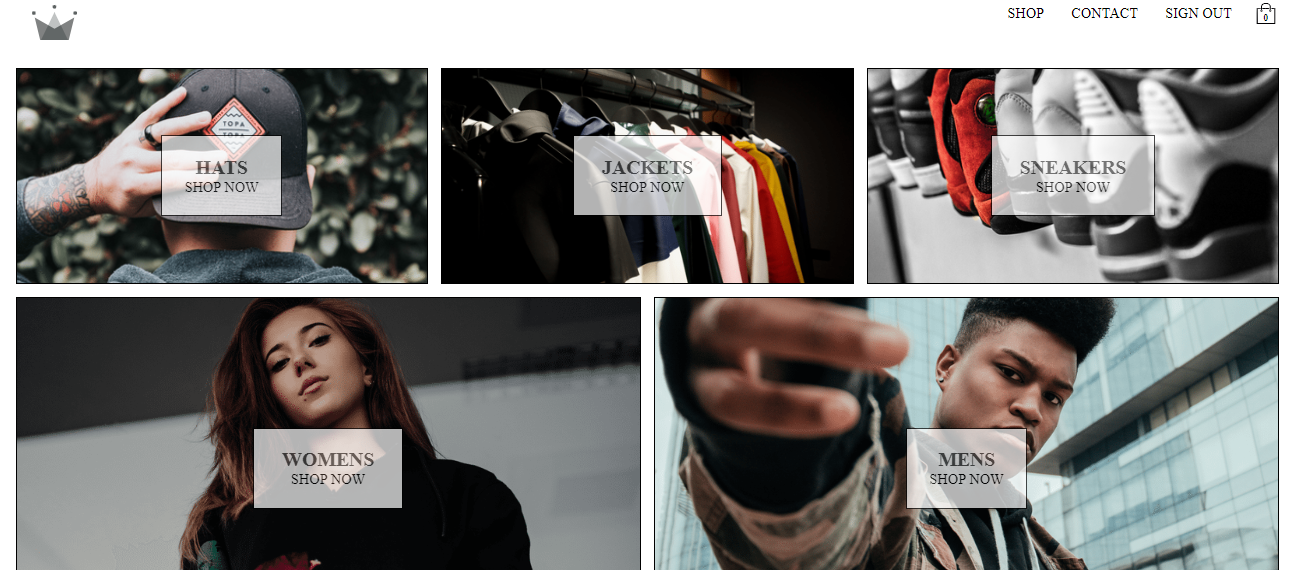 SHOP
CONTACT
SIGN OUT
0
TOPA
TOPA
HATS
SHOP NOW
JACKETS
SHOP NOW
SNEAKERS
SHOP NOW
WOMENS
SHOP NOW
MENS
SHOP NOW